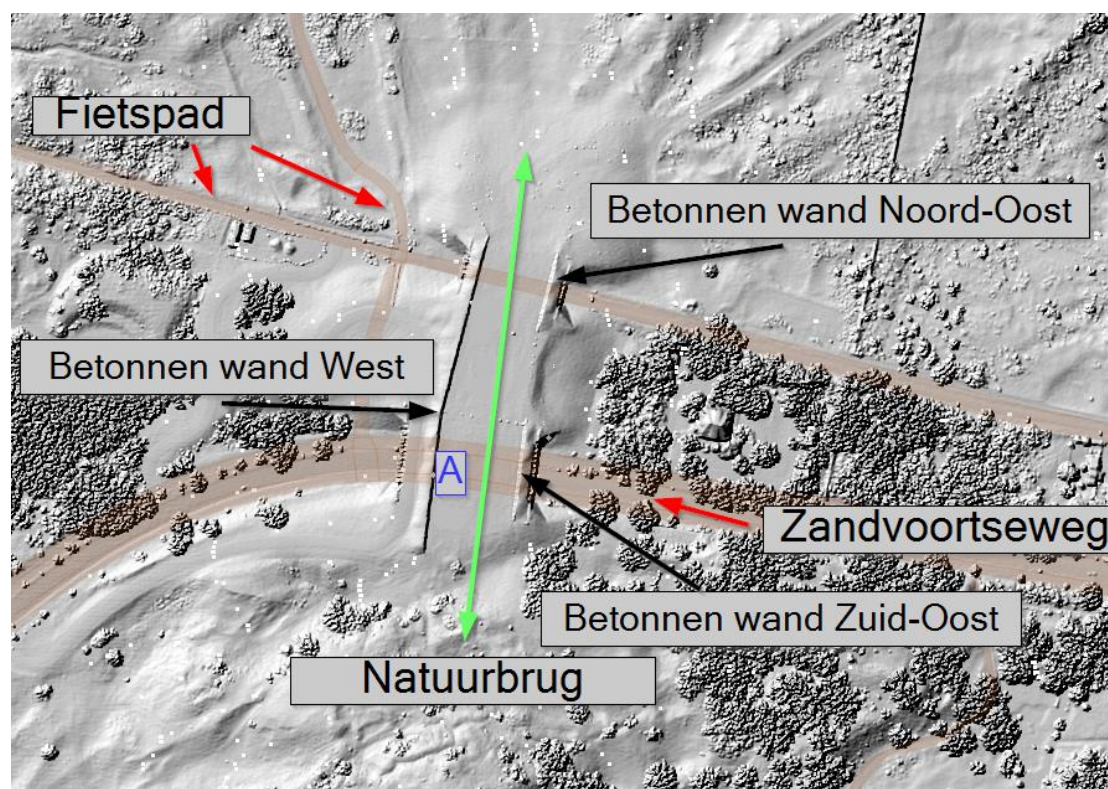 Fietspad
Betonnen wand Noord-Oost
Betonnen wand West
A
Zandvoortseweg
Betonnen wand Zuid-Oost
Natuurbrug